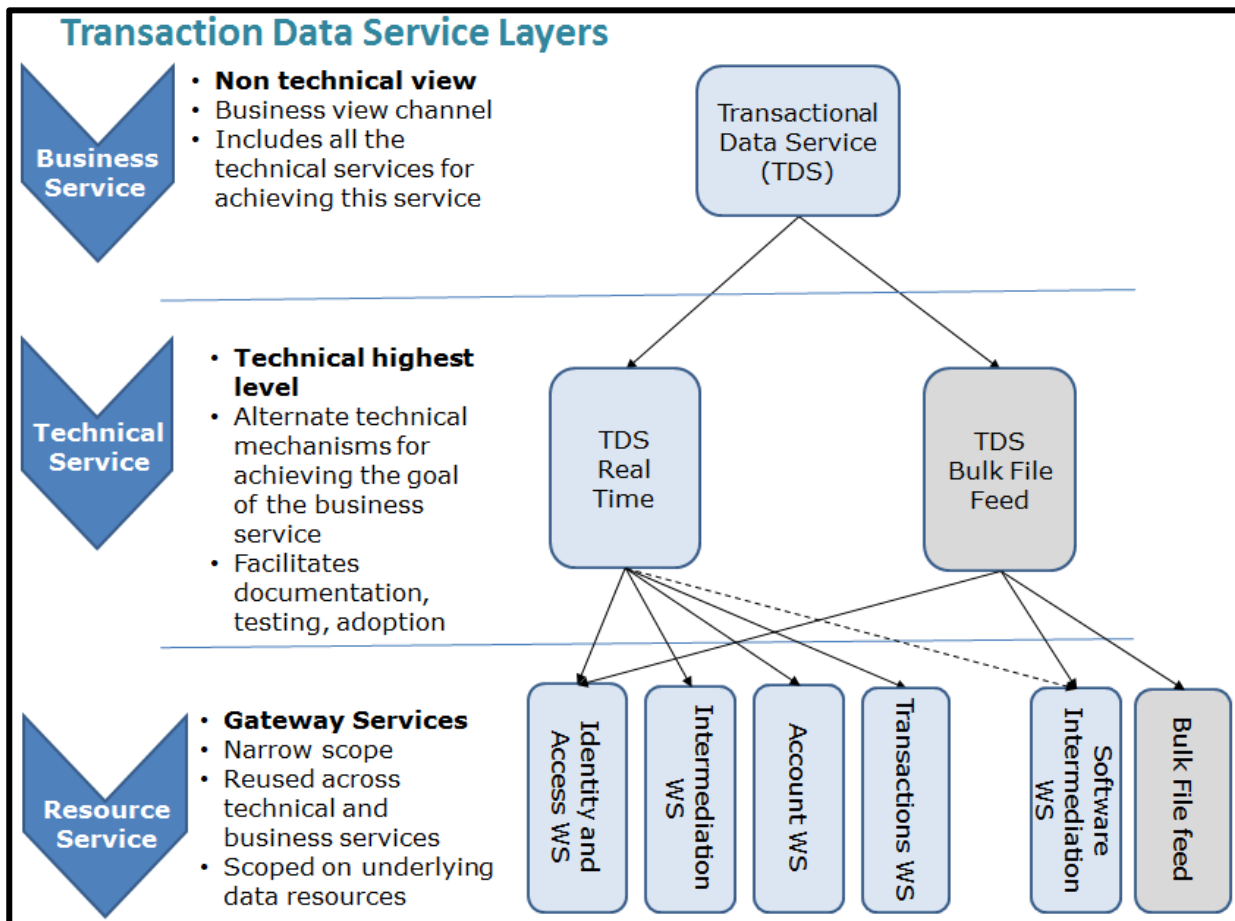 Transaction Data Service Layers
Business
Service
• Non technical view
• Business view channel
• Includes all the
technical services for
achieving this service
Transactional
Data Service
(TDS)
Technical
Service
• Technical highest
level
• Alternate technical
mechanisms for
achieving the goal
of the business
service
• Facilitates
documentation,
testing, adoption
TDS
Real
Time
TDS
Bulk File
Feed
Resource
Service
• Gateway Services
• Narrow scope
• Reused across
technical and
business services
• Scoped on underlying
data resources
Identity and
Access WS
Intermediation
WS
Account WS
Transactions WS
Software
Intermediation
WS
Bulk File feed